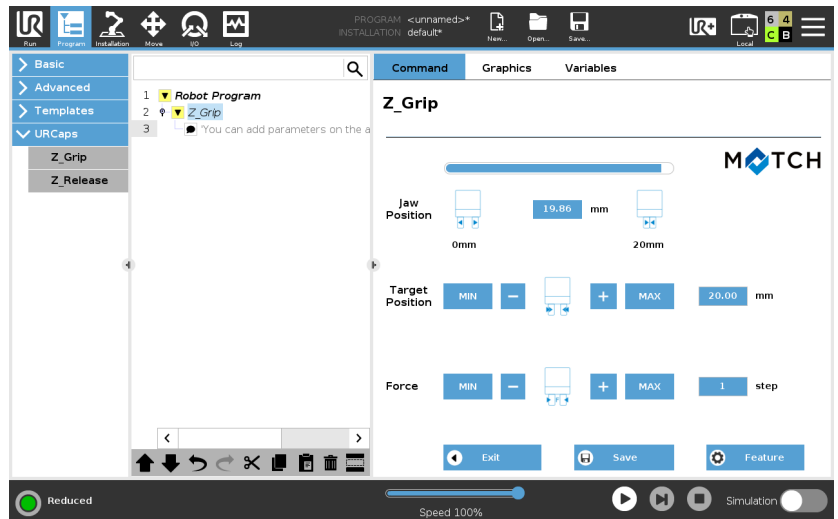 UR
Run
Program
Installation
Move
I/O
Log
PROGRAM <unnamed>*
INSTALLATION default*
New...
Open...
Save...
UR+
Local
6 4
C B
Basic
Advanced
Templates
URCaps
Z_Grip
Z_Release
1 Robot Program
2 Z_Grip
3 'You can add parameters on the a
Command Graphics Variables
Z_Grip
MATCH
Jaw
Position
19.86 mm
0mm 20mm
Target
Position
MIN MAX 20.00 mm
Force MIN F MAX 1 step
Exit Save Feature
Reduced
Speed 100%
Simulation